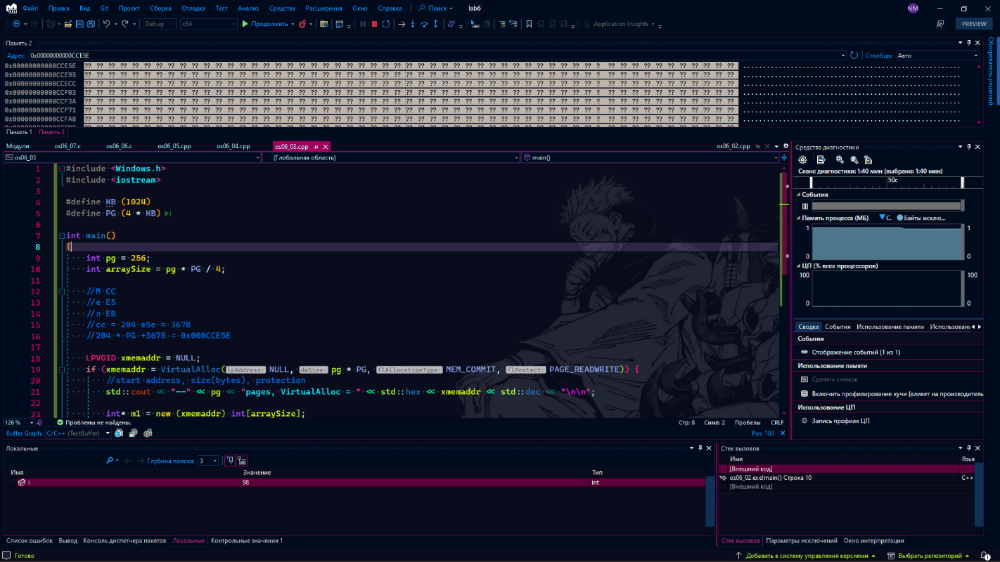 Файл Правка Вид Git Проект Сборка Отладка Тест Анализ Средства Расширения Окно Справка Поиск lab6 NM
Debug x64 Продолжить Application Insights PREVIEW
Память 2
Адрес: 0x00000000000CCE5E Столбцы: Авто
0x00000000000CCE5E
0x00000000000CCE95
0x00000000000CCECC
0x00000000000CCF03
0x00000000000CCF3A
0x00000000000CCF71
0x00000000000CCFA8
Память 1 Память 2
Обозреватель решений
Модули os06_07.c os06_06.c os06_05.cpp os06_04.cpp os06_03.cpp os06_02.cpp
os06_03 (Глобальная область) main()
1 #include <Windows.h>
2 #include <iostream>
3
4 #define KB (1024)
5 #define PG (4 * KB)
6
7 int main()
8 {
9 int pg = 256;
10 int arraySize = pg * PG / 4;
11
12 //М CC
13 //е E5
14 //л EB
15 //cc = 204 e5e = 3678
16 //204 * PG +3678 = 0x000CCE5E
17
18 LPVOID xmemaddr = NULL;
19 if (xmemaddr = VirtualAlloc(lpAddress: NULL, dwSize: pg * PG, flAllocationType: MEM_COMMIT, flProtect: PAGE_READWRITE)) {
20 //start address, size(bytes), protection
21 std::cout << "--" << pg << "pages, VirtualAlloc = " << std::hex << xmemaddr << std::dec << "\n\n";
22
23 int* m1 = new (xmemaddr) int[arraySize];
126 % Проблемы не найдены. Стр: 8 Симв: 2 Пробелы CRLF
Buffer Graph: C/C++ (TextBuffer) Pos 100
Средства диагностики
Сеанс диагностики: 1:40 мин (выбрано: 1:40 мин)
50с
События
Память процесса (МБ) С. Байты исклю...
1 1
0 0
ЦП (% всех процессоров)
100 100
0 0
Сводка События Использование памяти
События
Отображение событий (1 из 1)
Использование памяти
Сделать снимок
Включить профилирование кучи (влияет на
Использование ЦП
Запись профиля ЦП
Локальные
Глубина поиска: 3
Имя Значение Тип
i 98 int
Список ошибок Вывод Консоль диспетчера пакетов Локальные Контрольные значения 1
Стек вызовов
Имя
[Внешний код]
os06_02.exe!main() Строка 10 C++
[Внешний код]
Стек вызовов Параметры исключений Окно интерпретации
Готово Добавить в систему управления версиями Выбрать репозиторий 1